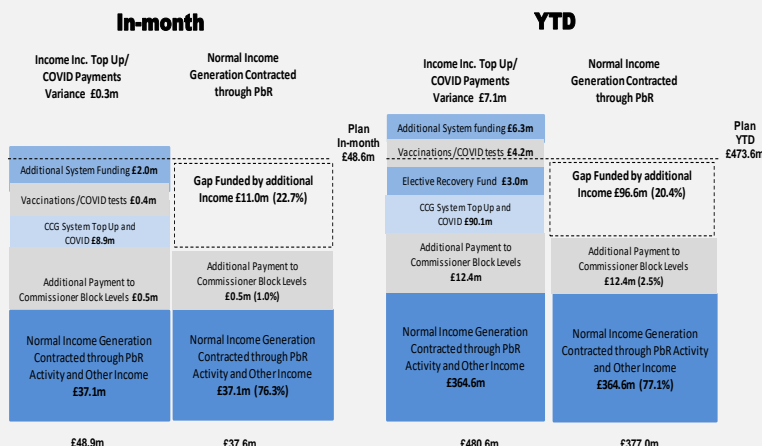 In-month
Income Inc. Top Up/
COVID Payments
Variance £0.3m
Normal Income
Generation Contracted
through PbR
Plan
In-month
£48.6m
Additional System Funding £2.0m
Vaccinations/COVID tests £0.4m
CCG System Top Up and
COVID £8.9m
Additional Payment to
Commissioner Block Levels £0.5m
Normal Income Generation
Contracted through PbR
Activity and Other Income
£37.1m
£48.9m
Gap Funded by additional
Income £11.0m (22.7%)
Additional Payment to
Commissioner Block Levels
£0.5m (1.0%)
Normal Income Generation
Contracted through PbR
Activity and Other Income
£37.1m (76.3%)
£37.6m
YTD
Income Inc. Top Up/
COVID Payments
Variance £7.1m
Normal Income
Generation Contracted
through PbR
Plan
YTD
£473.6m
Additional System funding £6.3m
Vaccinations/COVID tests £4.2m
Elective Recovery Fund £3.0m
CCG System Top Up and
COVID £90.1m
Additional Payment to
Commissioner Block Levels
£12.4m
Normal Income Generation
Contracted through PbR
Activity and Other Income
£364.6m
£480.6m
Gap Funded by additional
Income £96.6m (20.4%)
Additional Payment to
Commissioner Block Levels
£12.4m (2.5%)
Normal Income Generation
Contracted through PbR Activity
and Other Income
£364.6m (77.1%)
£377.0m